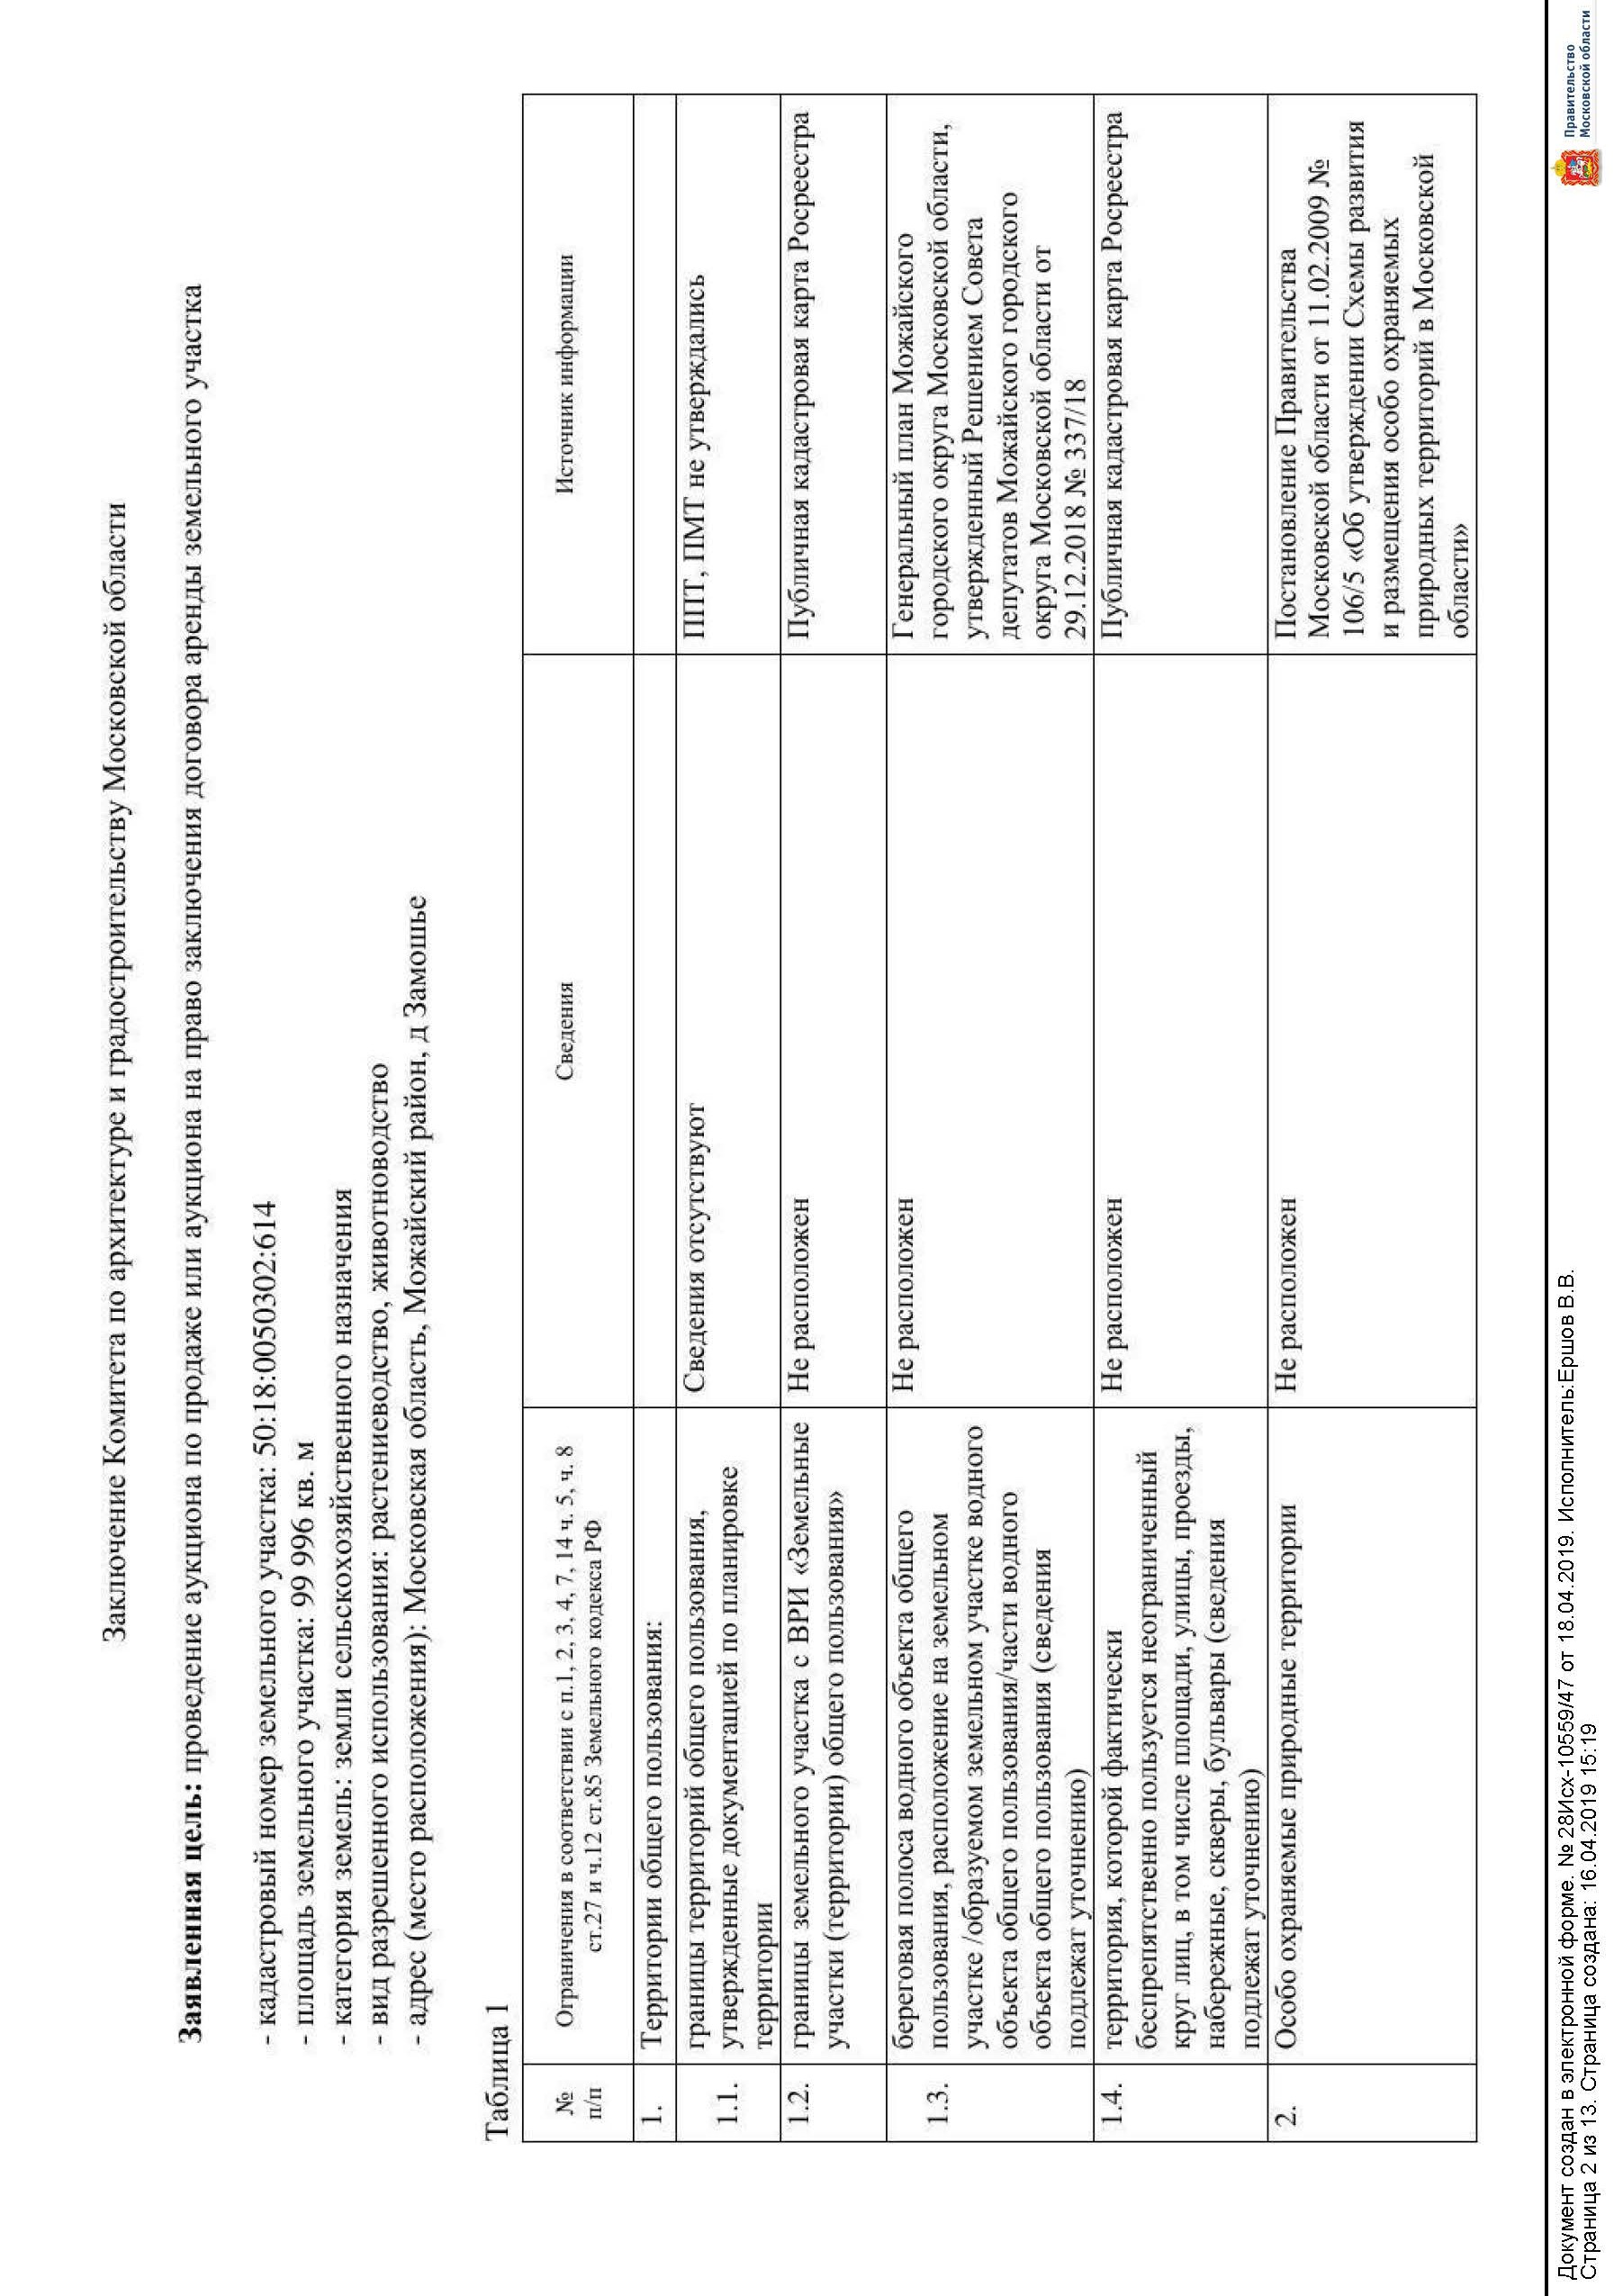 Заключение Комитета по архитектуре и градостроительству Московской области
Заявленная цель: проведение аукциона по продаже или аукциона на право заключения договора аренды земельного участка
- кадастровый номер земельного участка: 50:18:0050302:614
- площадь земельного участка: 99 996 кв. м
- категория земель: земли сельскохозяйственного назначения
- вид разрешенного использования: растениеводство, животноводство
- адрес (место расположения): Московская область, Можайский район, д Замошье
Таблица 1
№
п/п
Ограничения в соответствии с п.1, 2, 3, 4, 7, 14 ч. 5, ч. 8
ст.27 и ч.12 ст.85 Земельного кодекса РФ
Сведения
Источник информации
1.
Территории общего пользования:
1.1.
границы территорий общего пользования,
утвержденные документацией по планировке
территории
Сведения отсутствуют
ППТ, ПМТ не утверждались
1.2.
границы земельного участка с ВРИ «Земельные
участки (территории) общего пользования»
Не расположен
Публичная кадастровая карта Росреестра
1.3.
береговая полоса водного объекта общего
пользования, расположение на земельном
участке /образуемом земельном участке водного
объекта общего пользования/части водного
объекта общего пользования (сведения
подлежат уточнению)
Не расположен
Генеральный план Можайского
городского округа Московской области,
утвержденный Решением Совета
депутатов Можайского городского
округа Московской области от
29.12.2018 № 337/18
1.4.
территория, которой фактически
беспрепятственно пользуется неограниченный
круг лиц, в том числе площади, улицы, проезды,
набережные, скверы, бульвары (сведения
подлежат уточнению)
Не расположен
Публичная кадастровая карта Росреестра
2.
Особо охраняемые природные территории
Не расположен
Постановление Правительства
Московской области от 11.02.2009 №
106/5 «Об утверждении Схемы развития
и размещения особо охраняемых
природных территорий в Московской
области»
Документ создан в электронной форме. № 28Исх-10559/47 от 18.04.2019. Исполнитель:Ершов В.В.
Страница 2 из 13. Страница создана: 16.04.2019 15:19
Правительство
Московской области